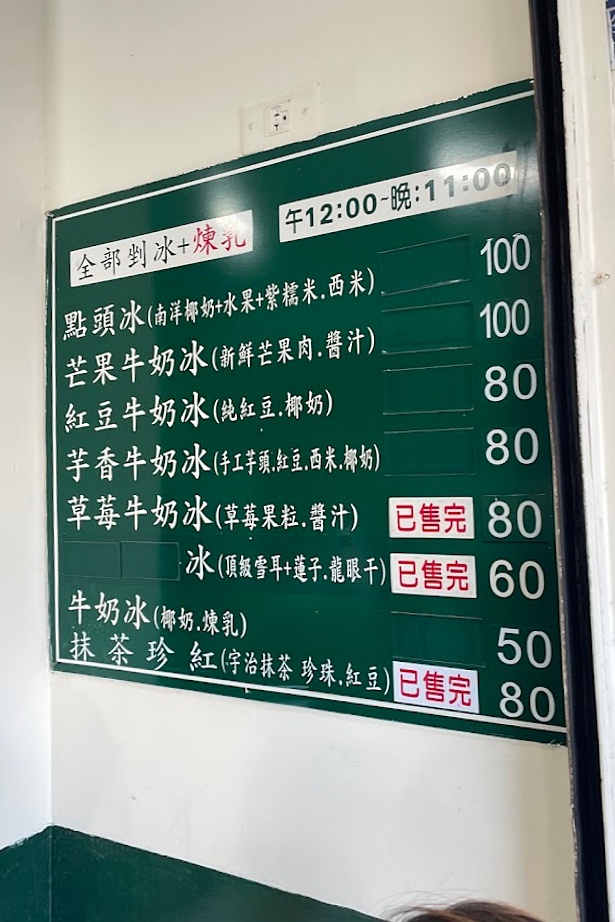 全部剉冰+煉乳 午12:00~晚:11:00
點頭冰(南洋椰奶+水果+紫糯米.西米) 100
芒果牛奶冰(新鮮芒果肉.醬汁) 100
紅豆牛奶冰(純紅豆.椰奶) 80
芋香牛奶冰(手工芋頭.紅豆.西米.椰奶) 80
草莓牛奶冰(草莓果粒.醬汁) 已售完 80
冰(頂級雪耳+蓮子.龍眼干) 已售完 60
牛奶冰(椰奶.煉乳) 50
抹茶珍紅(宇治抹茶 珍珠.紅豆) 已售完 80